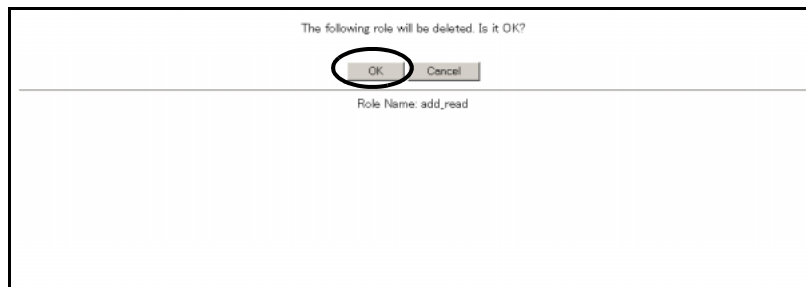 The following role will be deleted. Is it OK?
OK Cancel
Role Name: add_read